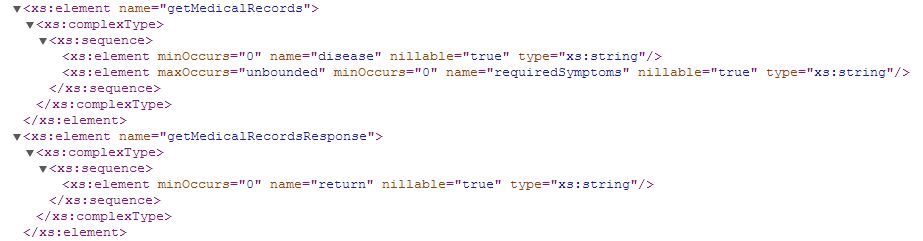 ▼<xs:element name="getMedicalRecords">
▼<xs:complexType>
▼<xs:sequence>
<xs:element minOccurs="0" name="disease" nillable="true" type="xs:string"/>
<xs:element maxOccurs="unbounded" minOccurs="0" name="requiredSymptoms" nillable="true" type="xs:string"/>
</xs:sequence>
</xs:complexType>
</xs:element>
▼<xs:element name="getMedicalRecordsResponse">
▼<xs:complexType>
▼<xs:sequence>
<xs:element minOccurs="0" name="return" nillable="true" type="xs:string"/>
</xs:sequence>
</xs:complexType>
</xs:element>